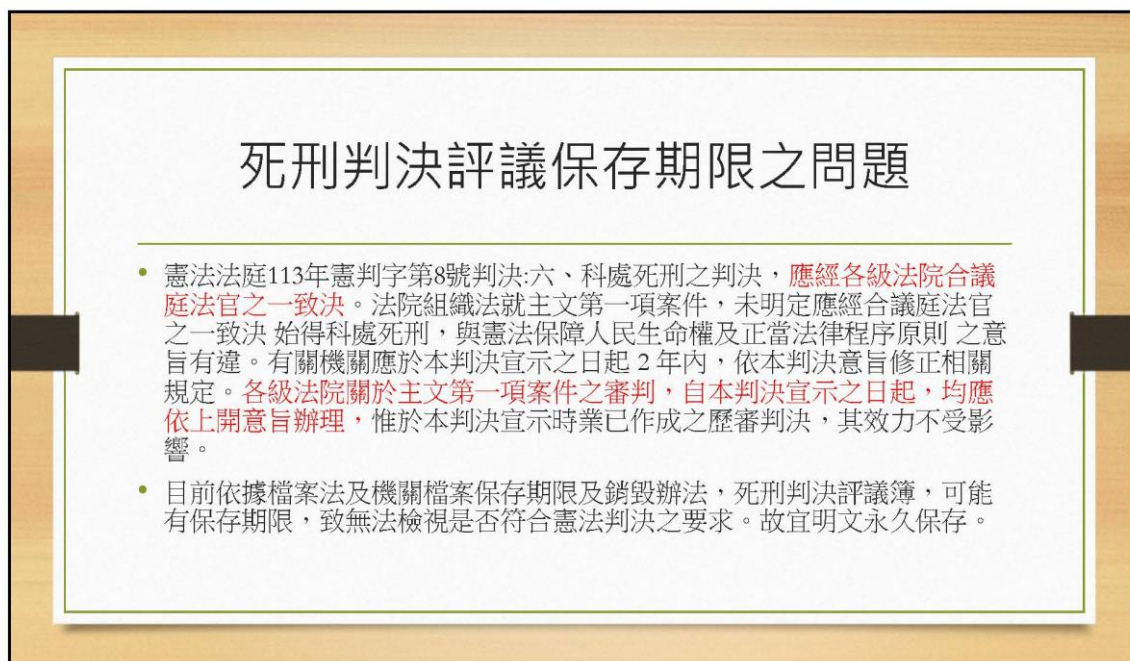 死刑判決評議保存期限之問題
• 憲法法庭113年憲判字第8號判決:六、科處死刑之判決，應經各級法院合議
庭法官之一致決。法院組織法就主文第一項案件，未明定應經合議庭法官
之一致決 始得科處死刑，與憲法保障人民生命權及正當法律程序原則 之意
旨有違。有關機關應於本判決宣示之日起 2 年內，依本判決意旨修正相關
規定。各級法院關於主文第一項案件之審判，自本判決宣示之日起，均應
依上開意旨辦理，惟於本判決宣示時業已作成之歷審判決，其效力不受影
響。
• 目前依據檔案法及機關檔案保存期限及銷毀辦法，死刑判決評議簿，可能
有保存期限，致無法檢視是否符合憲法判決之要求。故宜明文永久保存。